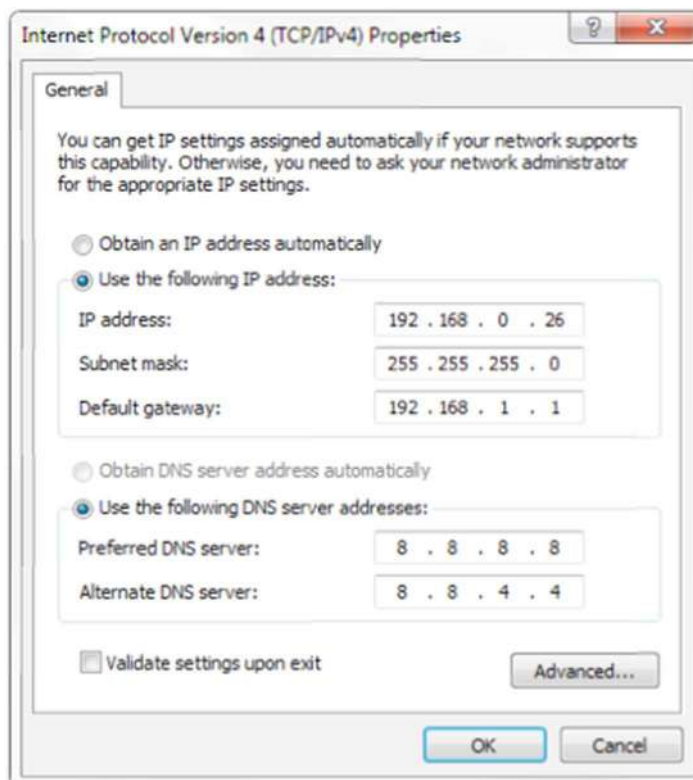 Internet Protocol Version 4 (TCP/IPv4) Properties
?
General
You can get IP settings assigned automatically if your network supports
this capability. Otherwise, you need to ask your network administrator
for the appropriate IP settings.
Obtain an IP address automatically
Use the following IP address:
IP address: 192 . 168 . 0 . 26
Subnet mask: 255 . 255 . 255 . 0
Default gateway: 192 . 168 . 1 . 1
Obtain DNS server address automatically
Use the following DNS server addresses:
Preferred DNS server: 8 . 8 . 8 . 8
Alternate DNS server: 8 . 8 . 4 . 4
Validate settings upon exit
Advanced...
OK Cancel